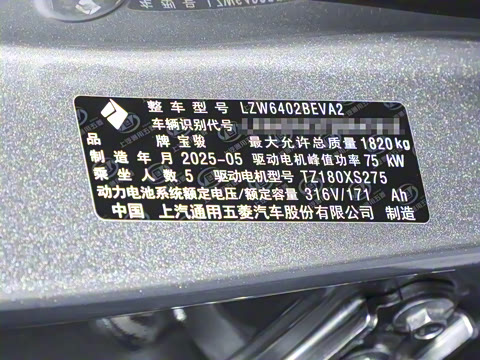 整车型号 LZW6402BEVA2
车辆识别代号
品牌 宝骏 最大允许总质量 1820kg
制造年月 2025-05 驱动电机峰值功率 75 KW
乘坐人数 5 驱动电机型号 TZ180XS275
动力电池系统额定电压/额定容量 316V/171 Ah
中国 上汽通用五菱汽车股份有限公司 制造